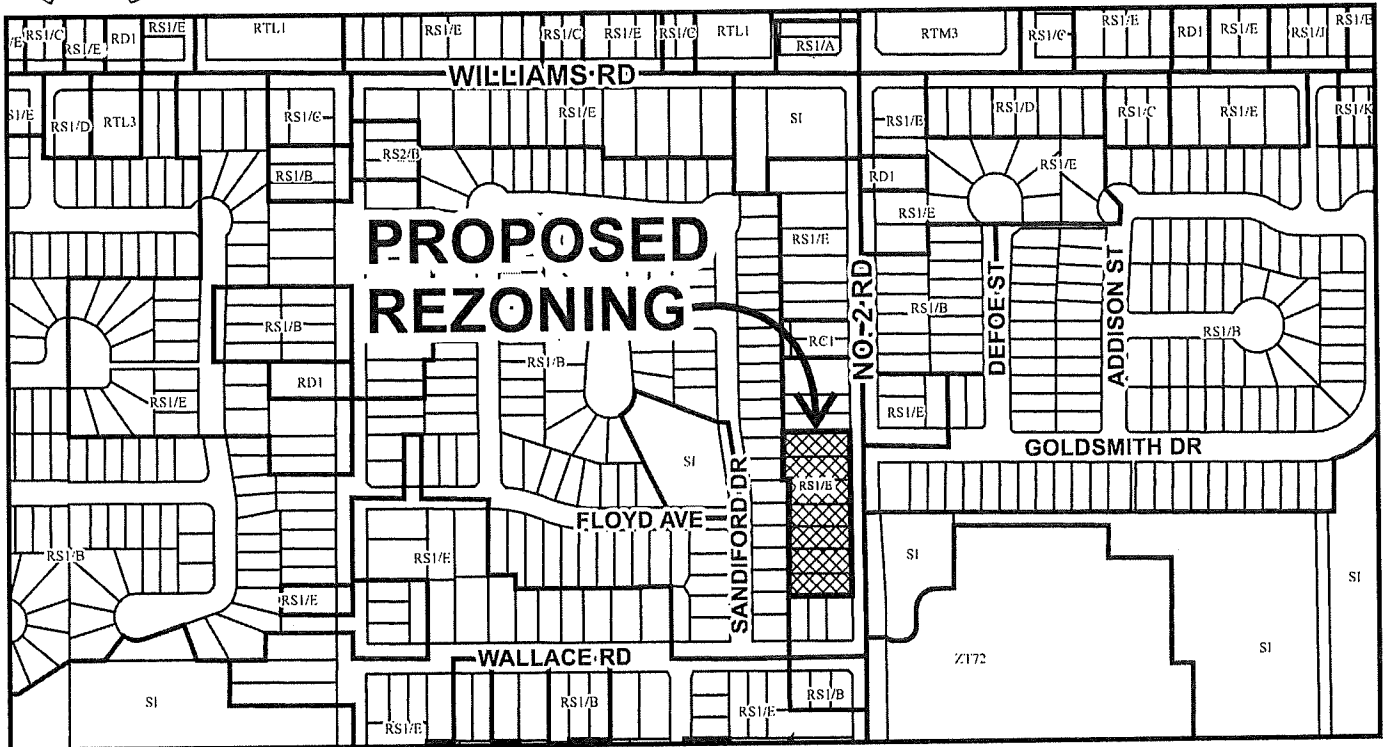 /E RS1/C RS1/E RD1 RS1/E RTL1 RS1/E RS1/C RS1/E RS1/C RTL1 RS1/A RTM3 RS1/C RS1/E RD1 RS1/E RS1/J RS1/E
WILLIAMS RD
S1/E RS1/D RTL3 RS1/C RS1/E SI RS1/E RS1/D RS1/C RS1/E RS1/K
RS2/B RS1/E
RS1/B RD1
RS1/E
PROPOSED
REZONING
RS1/E
NO. 2 RD
DEFOE ST
ADDISON ST
RS1/B RS1/B RS1/B
RC1
RS1/B
RD1
RS1/E RS1/E
GOLDSMITH DR
SI
SANDIFORD DR
RS1/E
FLOYD AVE
RS1/B RS1/E SI SI
RS1/E
WALLACE RD
ZT72 SI
SI RS1/E RS1/B RS1/E RS1/B